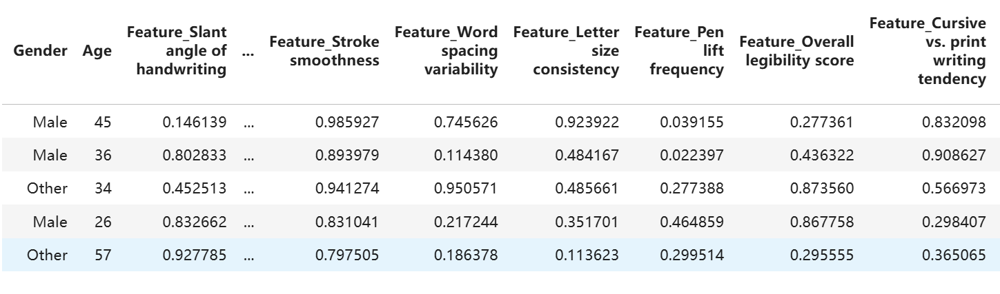 Gender Age Feature_Slant angle of handwriting ... Feature_Stroke smoothness Feature_Word spacing variability Feature_Letter size consistency Feature_Pen lift frequency Feature_Overall legibility score Feature_Cursive vs. print writing tendency
Male 45 0.146139 ... 0.985927 0.745626 0.923922 0.039155 0.277361 0.832098
Male 36 0.802833 ... 0.893979 0.114380 0.484167 0.022397 0.436322 0.908627
Other 34 0.452513 ... 0.941274 0.950571 0.485661 0.277388 0.873560 0.566973
Male 26 0.832662 ... 0.831041 0.217244 0.351701 0.464859 0.867758 0.298407
Other 57 0.927785 ... 0.797505 0.186378 0.113623 0.299514 0.295555 0.365065